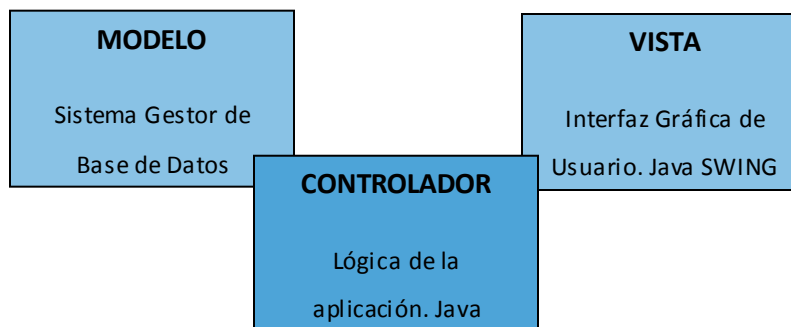 MODELO
Sistema Gestor de
Base de Datos
VISTA
Interfaz Gráfica de
Usuario. Java SWING
CONTROLADOR
Lógica de la
aplicación. Java